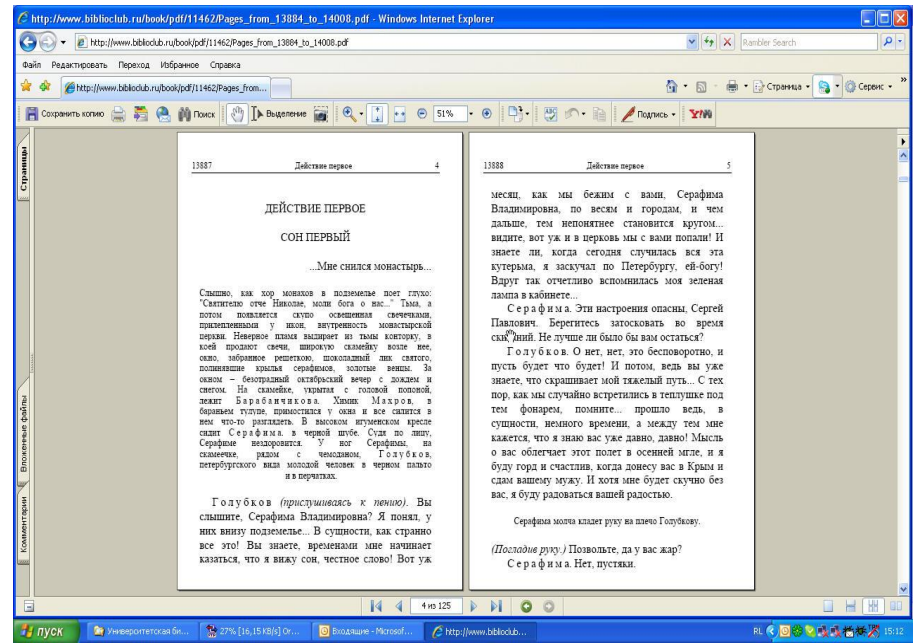 http://www.biblioclub.ru/book/pdf/11462/Pages_from_13884_to_14008.pdf - Windows Internet Explorer
http://www.biblioclub.ru/book/pdf/11462/Pages_from_13884_to_14008.pdf
Rambler Search
Файл Редактировать Переход Избранное Справка
http://www.biblioclub.ru/book/pdf/11462/Pages_from...
Страница
Сервис
Сохранить копию
Поиск
Выделение
51%
Подпись
Y!
Страницы
Вложенные файлы
Комментарии
13887 Действие первое 4
ДЕЙСТВИЕ ПЕРВОЕ
СОН ПЕРВЫЙ
...Мне снился монастырь...
Слышно, как хор монахов в подземелье поет глухо:
"Святителю отче Николае, моли бога о нас..." Тьма, а
потом появляется скупо освещенная свечечками,
прилепленными у икон, внутренность монастырской
церкви. Неверное пламя выдирает из тьмы конторку, в
коей продают свечи, широкую скамейку возле нее,
окно, забранное решеткою, шоколадный лик святого,
полинявшие крылья серафимов, золотые венцы. За
окном – безотрадный октябрьский вечер с дождем и
снегом. На скамейке, укрытая с головой попоной,
лежит Барабанчикова. Химик Махров, в
бараньем тулупе, примостился у окна и все силится в
нем что-то разглядеть. В высоком игуменском кресле
сидит Серафима, в черной шубе. Судя по лицу,
Серафиме нездоровится. У ног Серафимы, на
скамеечке, рядом с чемоданом, Голубков,
петербургского вида молодой человек в черном пальто
и в перчатках.
Голубков (прислушиваясь к пению). Вы
слышите, Серафима Владимировна? Я понял, у
них внизу подземелье... В сущности, как странно
все это! Вы знаете, временами мне начинает
казаться, что я вижу сон, честное слово! Вот уж
13888 Действие первое 5
месяц, как мы бежим с вами, Серафима
Владимировна, по весям и городам, и чем
дальше, тем непонятнее становится кругом...
видите, вот уж и в церковь мы с вами попали! И
знаете ли, когда сегодня случилась вся эта
кутерьма, я заскучал по Петербургу, ей-богу!
Вдруг так отчетливо вспомнилась моя зеленая
лампа в кабинете...
Серафима. Эти настроения опасны, Сергей
Павлович. Берегитесь затосковать во время
скитаний. Не лучше ли было бы вам остаться?
Голубков. О нет, нет, это бесповоротно, и
пусть будет что будет! И потом, ведь вы уже
знаете, что скрашивает мой тяжелый путь... С тех
пор, как мы случайно встретились в теплушке под
тем фонарем, помните... прошло ведь, в
сущности, немного времени, а между тем мне
кажется, что я знаю вас уже давно, давно! Мысль
о вас облегчает этот полет в осенней мгле, и я
буду горд и счастлив, когда донесу вас в Крым и
сдам вашему мужу. И хотя мне будет скучно без
вас, я буду радоваться вашей радостью.
Серафима молча кладет руку на плечо Голубкову.
(Погладив руку.) Позвольте, да у вас жар?
Серафима. Нет, пустяки.
4 из 125
пуск
Университетская би...
27% [16,15 KB/s] Or...
Входящие - Microsof...
http://www.biblioclub...
RL
15:12